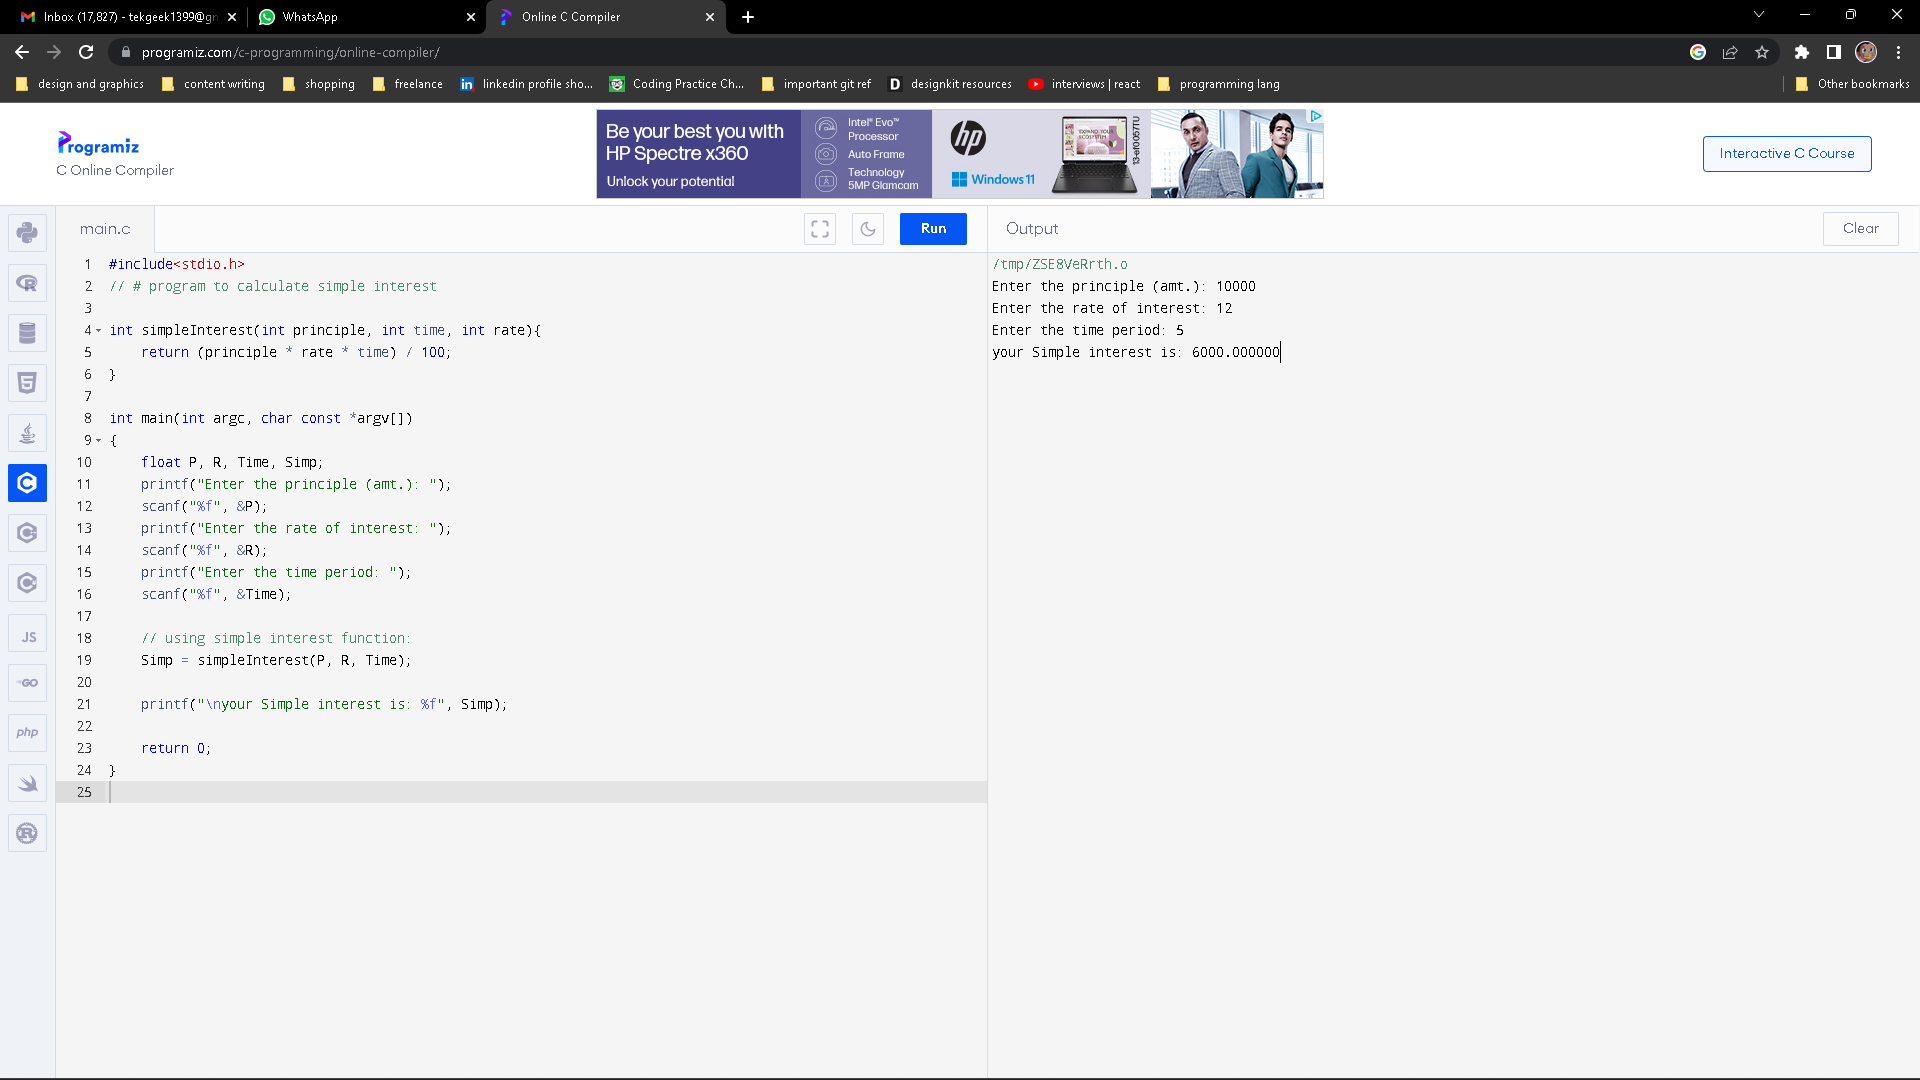 Inbox (17,827) - tekgeek1399@gm
WhatsApp
Online C Compiler
programiz.com/c-programming/online-compiler/
design and graphics
content writing
shopping
freelance
linkedin profile sho...
Coding Practice Ch...
important git ref
designkit resources
interviews | react
programming lang
Other bookmarks
Programiz
C Online Compiler
Be your best you with
HP Spectre x360
Unlock your potential
Intel® Evo™
Processor
Auto Frame
Technology
5MP Glamcam
hp
Windows 11
EXPAND YOUR
ECOSYSTEM
13-ef0057TU
Interactive C Course
main.c
Run
Output
Clear
1 #include<stdio.h>
2 // # program to calculate simple interest
3
4 int simpleInterest(int principle, int time, int rate){
5     return (principle * rate * time) / 100;
6 }
7
8 int main(int argc, char const *argv[])
9 {
10     float P, R, Time, Simp;
11     printf("Enter the principle (amt.): ");
12     scanf("%f", &P);
13     printf("Enter the rate of interest: ");
14     scanf("%f", &R);
15     printf("Enter the time period: ");
16     scanf("%f", &Time);
17
18     // using simple interest function:
19     Simp = simpleInterest(P, R, Time);
20
21     printf("\nyour Simple interest is: %f", Simp);
22
23     return 0;
24 }
25
/tmp/ZSE8VeRrth.o
Enter the principle (amt.): 10000
Enter the rate of interest: 12
Enter the time period: 5
your Simple interest is: 6000.000000
R
5
JS
GO
php